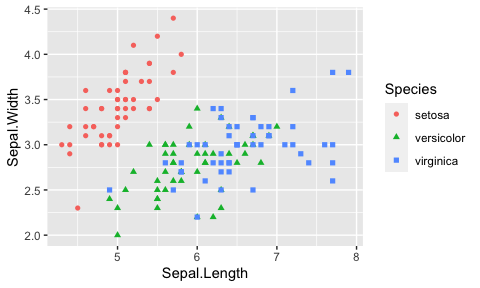 4.5
4.0
3.5
3.0
2.5
2.0
Sepal.Width
5
6
7
8
Sepal.Length
Species
setosa
versicolor
virginica